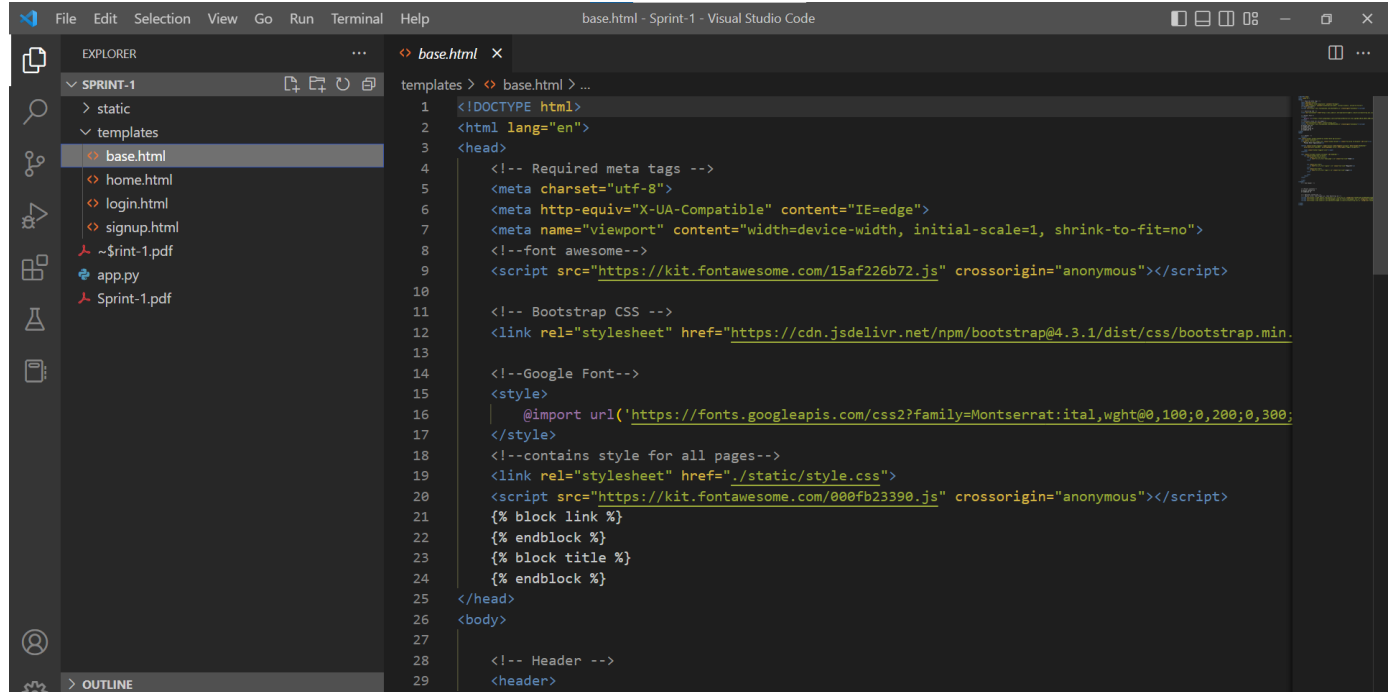 File Edit Selection View Go Run Terminal Help base.html - Sprint-1 - Visual Studio Code
EXPLORER
SPRINT-1
static
templates
base.html
home.html
login.html
signup.html
~$rint-1.pdf
app.py
Sprint-1.pdf
OUTLINE
base.html
templates > base.html > ...
1 <!DOCTYPE html>
2 <html lang="en">
3 <head>
4 <!-- Required meta tags -->
5 <meta charset="utf-8">
6 <meta http-equiv="X-UA-Compatible" content="IE=edge">
7 <meta name="viewport" content="width=device-width, initial-scale=1, shrink-to-fit=no">
8 <!--font awesome-->
9 <script src="https://kit.fontawesome.com/15af226b72.js" crossorigin="anonymous"></script>
10
11 <!-- Bootstrap CSS -->
12 <link rel="stylesheet" href="https://cdn.jsdelivr.net/npm/bootstrap@4.3.1/dist/css/bootstrap.min.
13
14 <!--Google Font-->
15 <style>
16 @import url('https://fonts.googleapis.com/css2?family=Montserrat:ital,wght@0,100;0,200;0,300;
17 </style>
18 <!--contains style for all pages-->
19 <link rel="stylesheet" href="./static/style.css">
20 <script src="https://kit.fontawesome.com/000fb23390.js" crossorigin="anonymous"></script>
21 {% block link %}
22 {% endblock %}
23 {% block title %}
24 {% endblock %}
25 </head>
26 <body>
27
28 <!-- Header -->
29 <header>